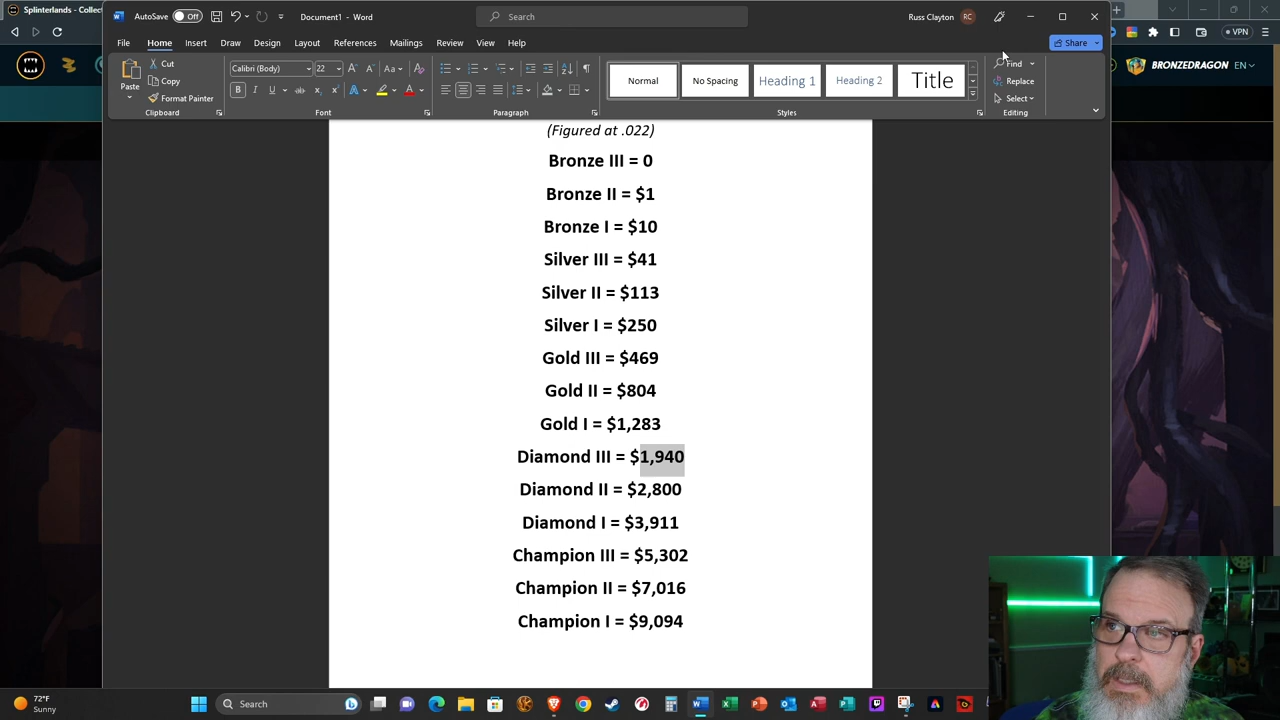 Splinterlands - Collect
AutoSave Off Document1 - Word Search Russ Clayton RC
VPN
File Home Insert Draw Design Layout References Mailings Review View Help Share
BRONZEDRAGON EN
Paste Cut Copy Format Painter
Calibri (Body) 22
Normal No Spacing Heading 1 Heading 2 Title
Find
Replace
Select
Clipboard Font Paragraph Styles Editing
(Figured at .022)
Bronze III = 0
Bronze II = $1
Bronze I = $10
Silver III = $41
Silver II = $113
Silver I = $250
Gold III = $469
Gold II = $804
Gold I = $1,283
Diamond III = $1,940
Diamond II = $2,800
Diamond I = $3,911
Champion III = $5,302
Champion II = $7,016
Champion I = $9,094
72°F
Sunny
Search